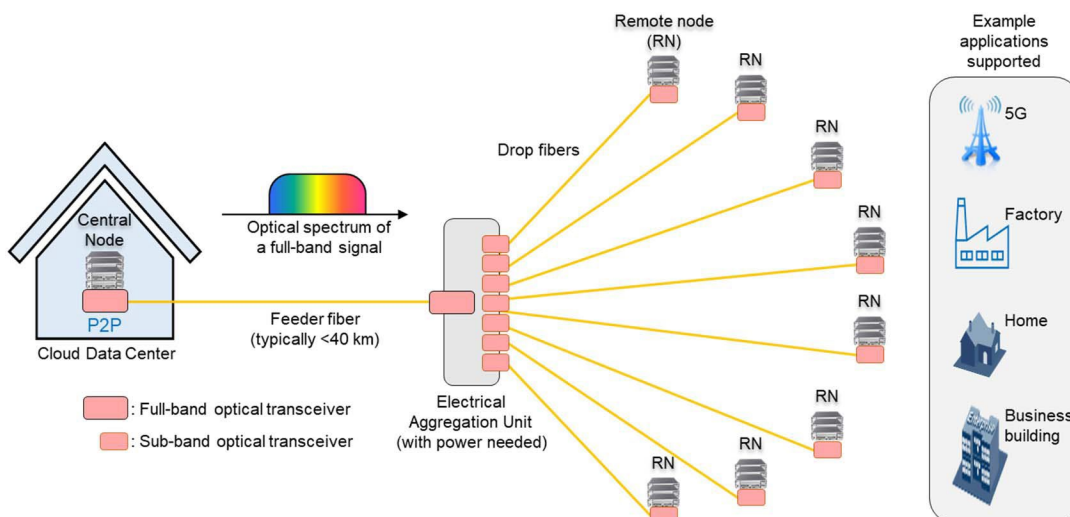 Remote node
(RN)
RN
RN
RN
RN
RN
RN
RN
Drop fibers
Optical spectrum of
a full-band signal
Central
Node
P2P
Cloud Data Center
Feeder fiber
(typically <40 km)
Electrical
Aggregation Unit
(with power needed)
: Full-band optical transceiver
: Sub-band optical transceiver
Example
applications
supported
5G
Factory
Home
Business
building
Enterprise